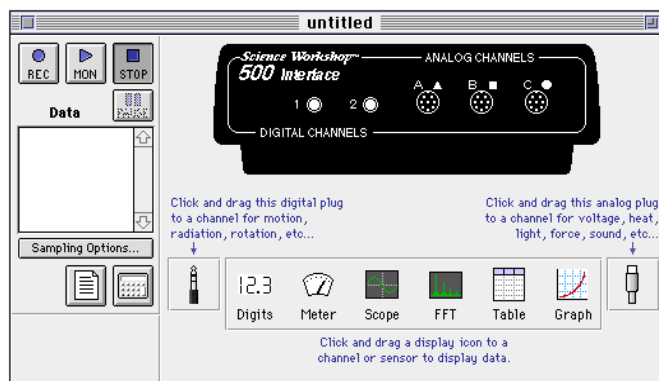 untitled
REC
MON
STOP
Data
Science Workshop™
500 Interface
ANALOG CHANNELS
A
B
C
1
2
DIGITAL CHANNELS
Sampling Options...
Click and drag this digital plug
to a channel for motion,
radiation, rotation, etc...
Click and drag this analog plug
to a channel for voltage, heat,
light, force, sound, etc...
12.3
Digits
Meter
Scope
FFT
Table
Graph
Click and drag a display icon to a
channel or sensor to display data.